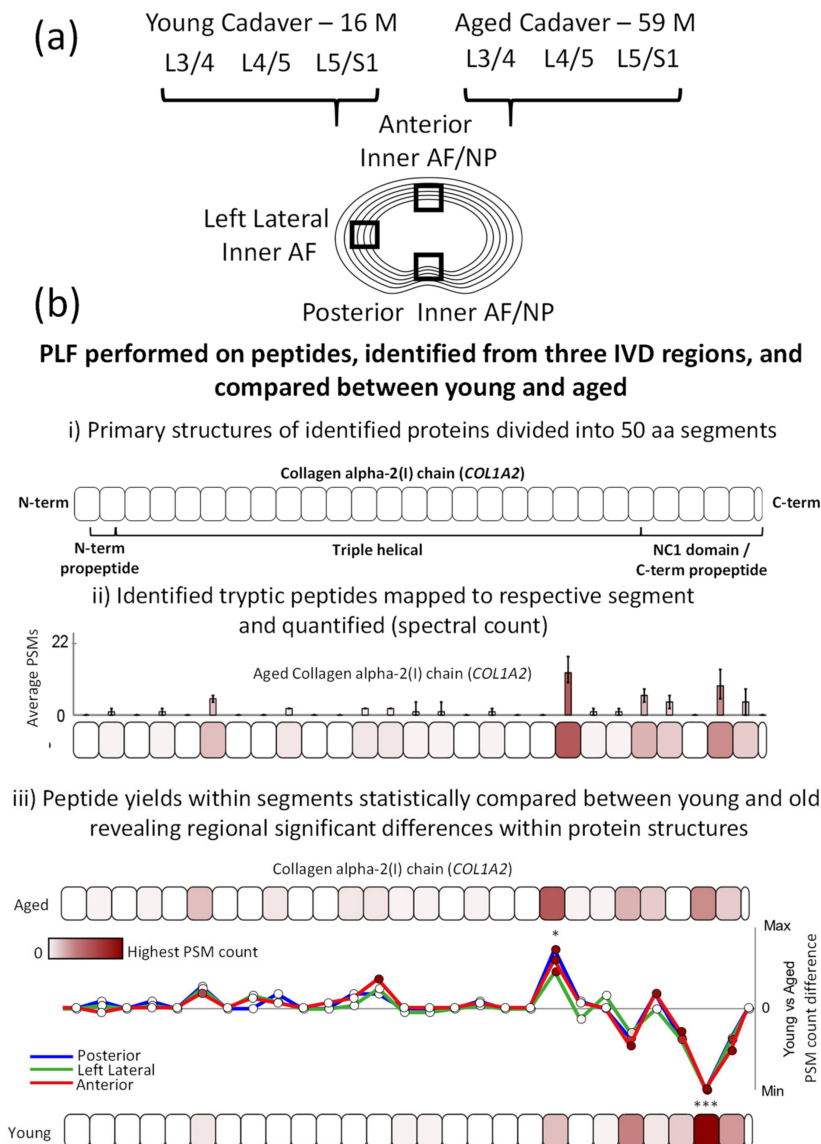 (a)
Young Cadaver – 16 M
Aged Cadaver – 59 M
L3/4 L4/5 L5/S1
L3/4 L4/5 L5/S1
Anterior
Inner AF/NP
Left Lateral
Inner AF
Posterior Inner AF/NP
(b)
PLF performed on peptides, identified from three IVD regions, and
compared between young and aged
i) Primary structures of identified proteins divided into 50 aa segments
Collagen alpha-2(I) chain (COL1A2)
N-term
C-term
N-term
propeptide
Triple helical
NC1 domain /
C-term propeptide
ii) Identified tryptic peptides mapped to respective segment
and quantified (spectral count)
Average PSMs
22
0
Aged Collagen alpha-2(I) chain (COL1A2)
iii) Peptide yields within segments statistically compared between young and old
revealing regional significant differences within protein structures
Collagen alpha-2(I) chain (COL1A2)
Aged
0
Highest PSM count
*
Max
0
Min
Young vs Aged
PSM count difference
Posterior
Left Lateral
Anterior
***
Young